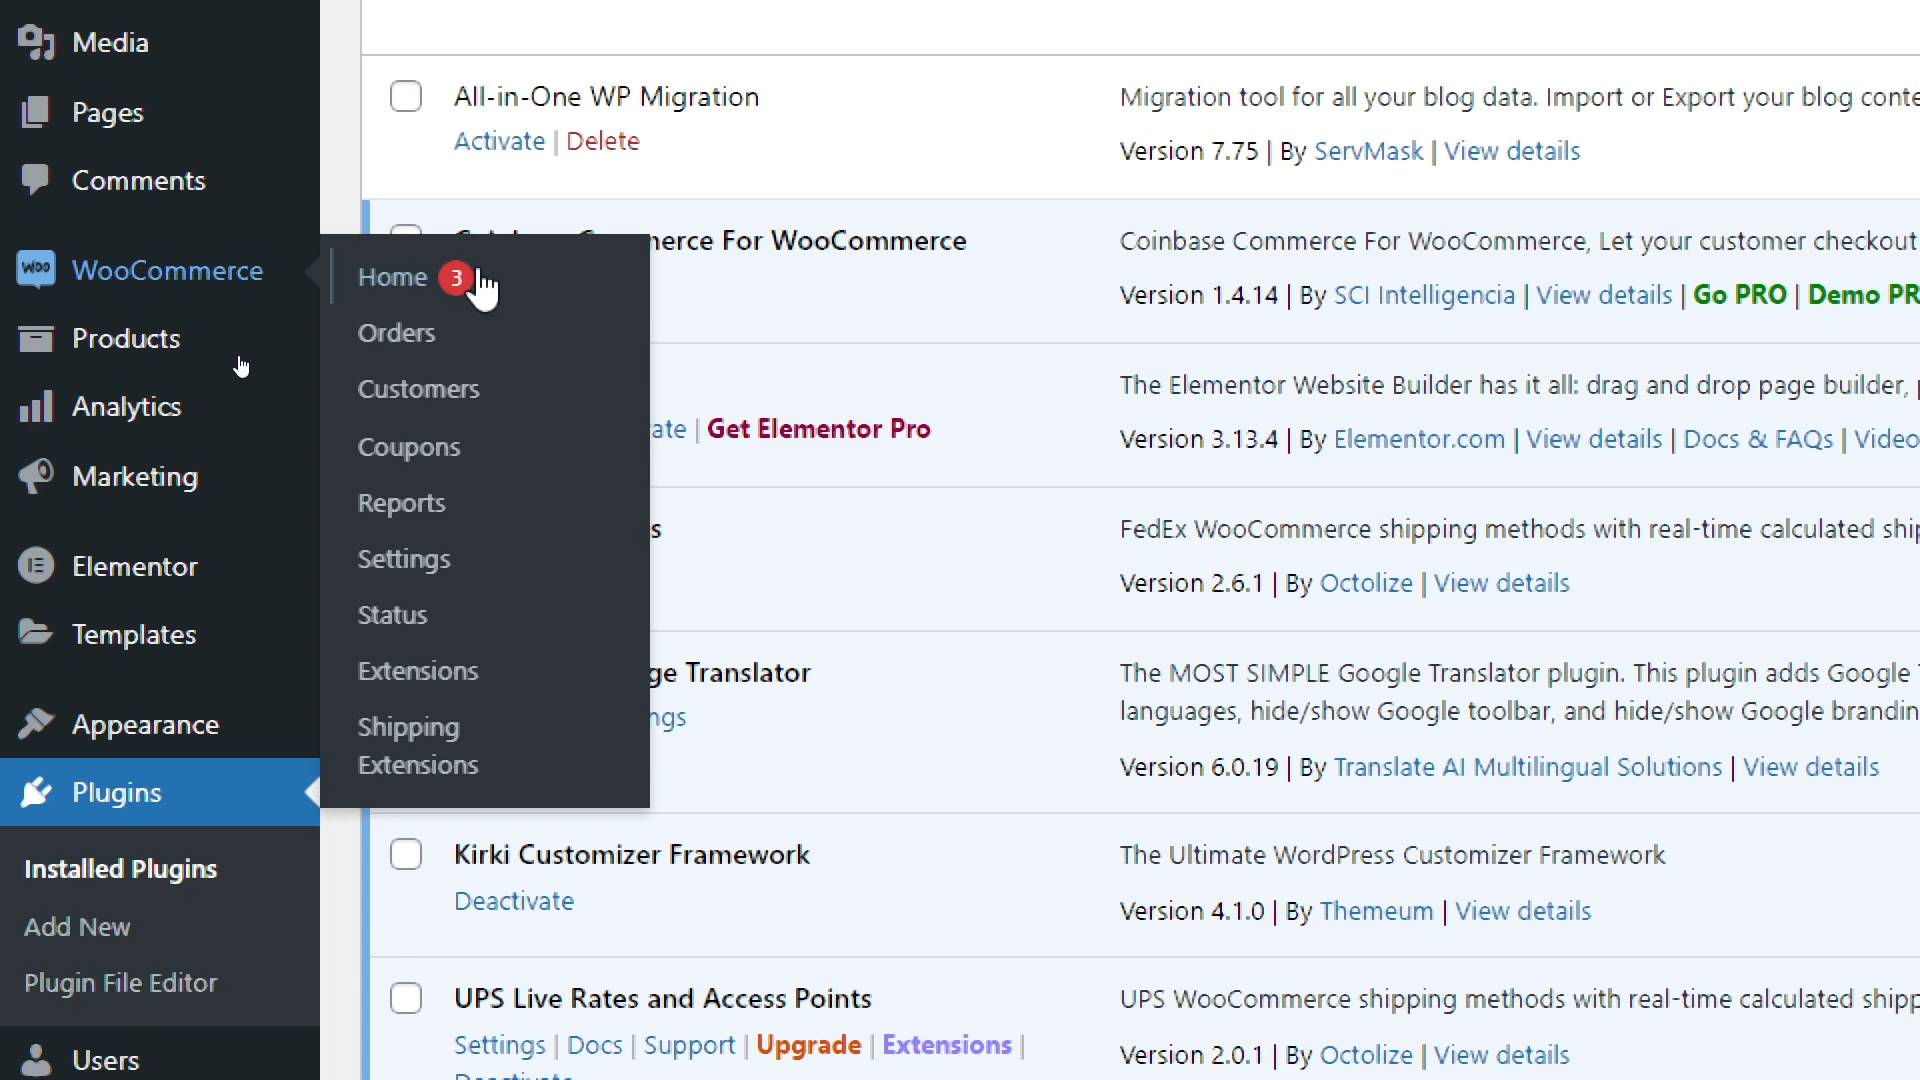 Media
Pages
Comments
WOO WooCommerce
Products
Analytics
Marketing
Elementor
Templates
Appearance
Plugins
Installed Plugins
Add New
Plugin File Editor
Users
Home 3
Orders
Customers
Coupons
Reports
Settings
Status
Extensions
Shipping
Extensions
All-in-One WP Migration
Activate | Delete
Migration tool for all your blog data. Import or Export your blog conte
Version 7.75 | By ServMask | View details
merce For WooCommerce
Coinbase Commerce For WooCommerce, Let your customer checkout
Version 1.4.14 | By SCI Intelligencia | View details | Go PRO | Demo PR
ate | Get Elementor Pro
The Elementor Website Builder has it all: drag and drop page builder, p
Version 3.13.4 | By Elementor.com | View details | Docs & FAQs | Video
s
FedEx WooCommerce shipping methods with real-time calculated ship
Version 2.6.1 | By Octolize | View details
ge Translator
ngs
The MOST SIMPLE Google Translator plugin. This plugin adds Google T
languages, hide/show Google toolbar, and hide/show Google brandin
Version 6.0.19 | By Translate AI Multilingual Solutions | View details
Kirki Customizer Framework
Deactivate
The Ultimate WordPress Customizer Framework
Version 4.1.0 | By Themeum | View details
UPS Live Rates and Access Points
Settings | Docs | Support | Upgrade | Extensions |
UPS WooCommerce shipping methods with real-time calculated shipp
Version 2.0.1 | By Octolize | View details